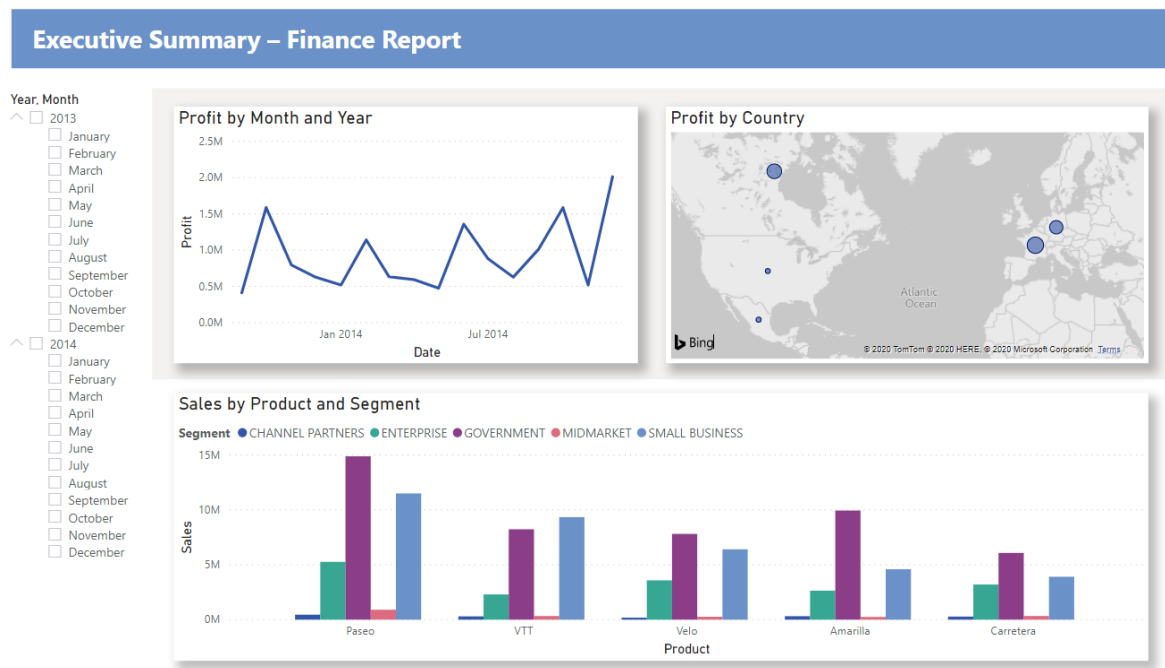 Executive Summary – Finance Report
Year, Month
2013
January
February
March
April
May
June
July
August
September
October
November
December
2014
January
February
March
April
May
June
July
August
September
October
November
December
Profit by Month and Year
2.5M
2.0M
1.5M
1.0M
0.5M
0.0M
Profit
Jan 2014 Jul 2014
Date
Profit by Country
Atlantic
Ocean
Bing
© 2020 TomTom © 2020 HERE, © 2020 Microsoft Corporation Terms
Sales by Product and Segment
Segment CHANNEL PARTNERS ENTERPRISE GOVERNMENT MIDMARKET SMALL BUSINESS
15M
10M
5M
0M
Sales
Paseo VTT Velo Amarilla Carretera
Product